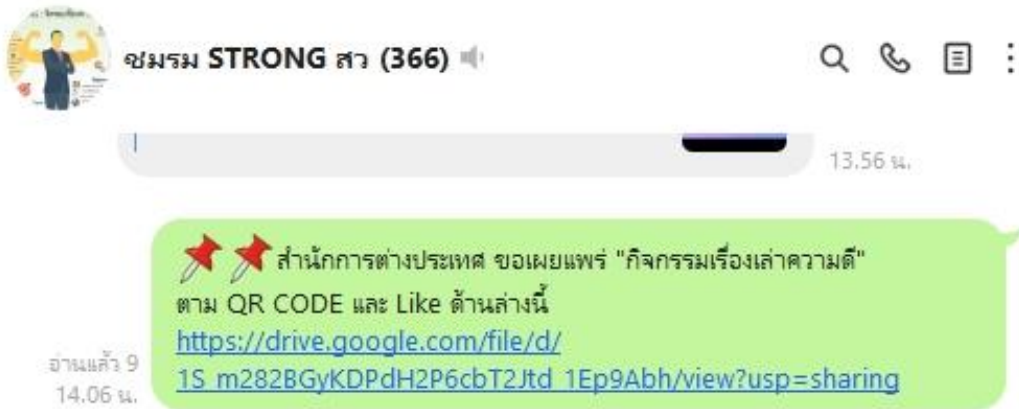 ชมรม STRONG สว (366)
13.56 น.
สำนักการต่างประเทศ ขอเผยแพร่ "กิจกรรมเรื่องเล่าความดี"
ตาม QR CODE และ Like ด้านล่างนี้
https://drive.google.com/file/d/
1S_m282BGyKDPdH2P6cbT2Jtd_1Ep9Abh/view?usp=sharing
อ่านแล้ว 9
14.06 น.